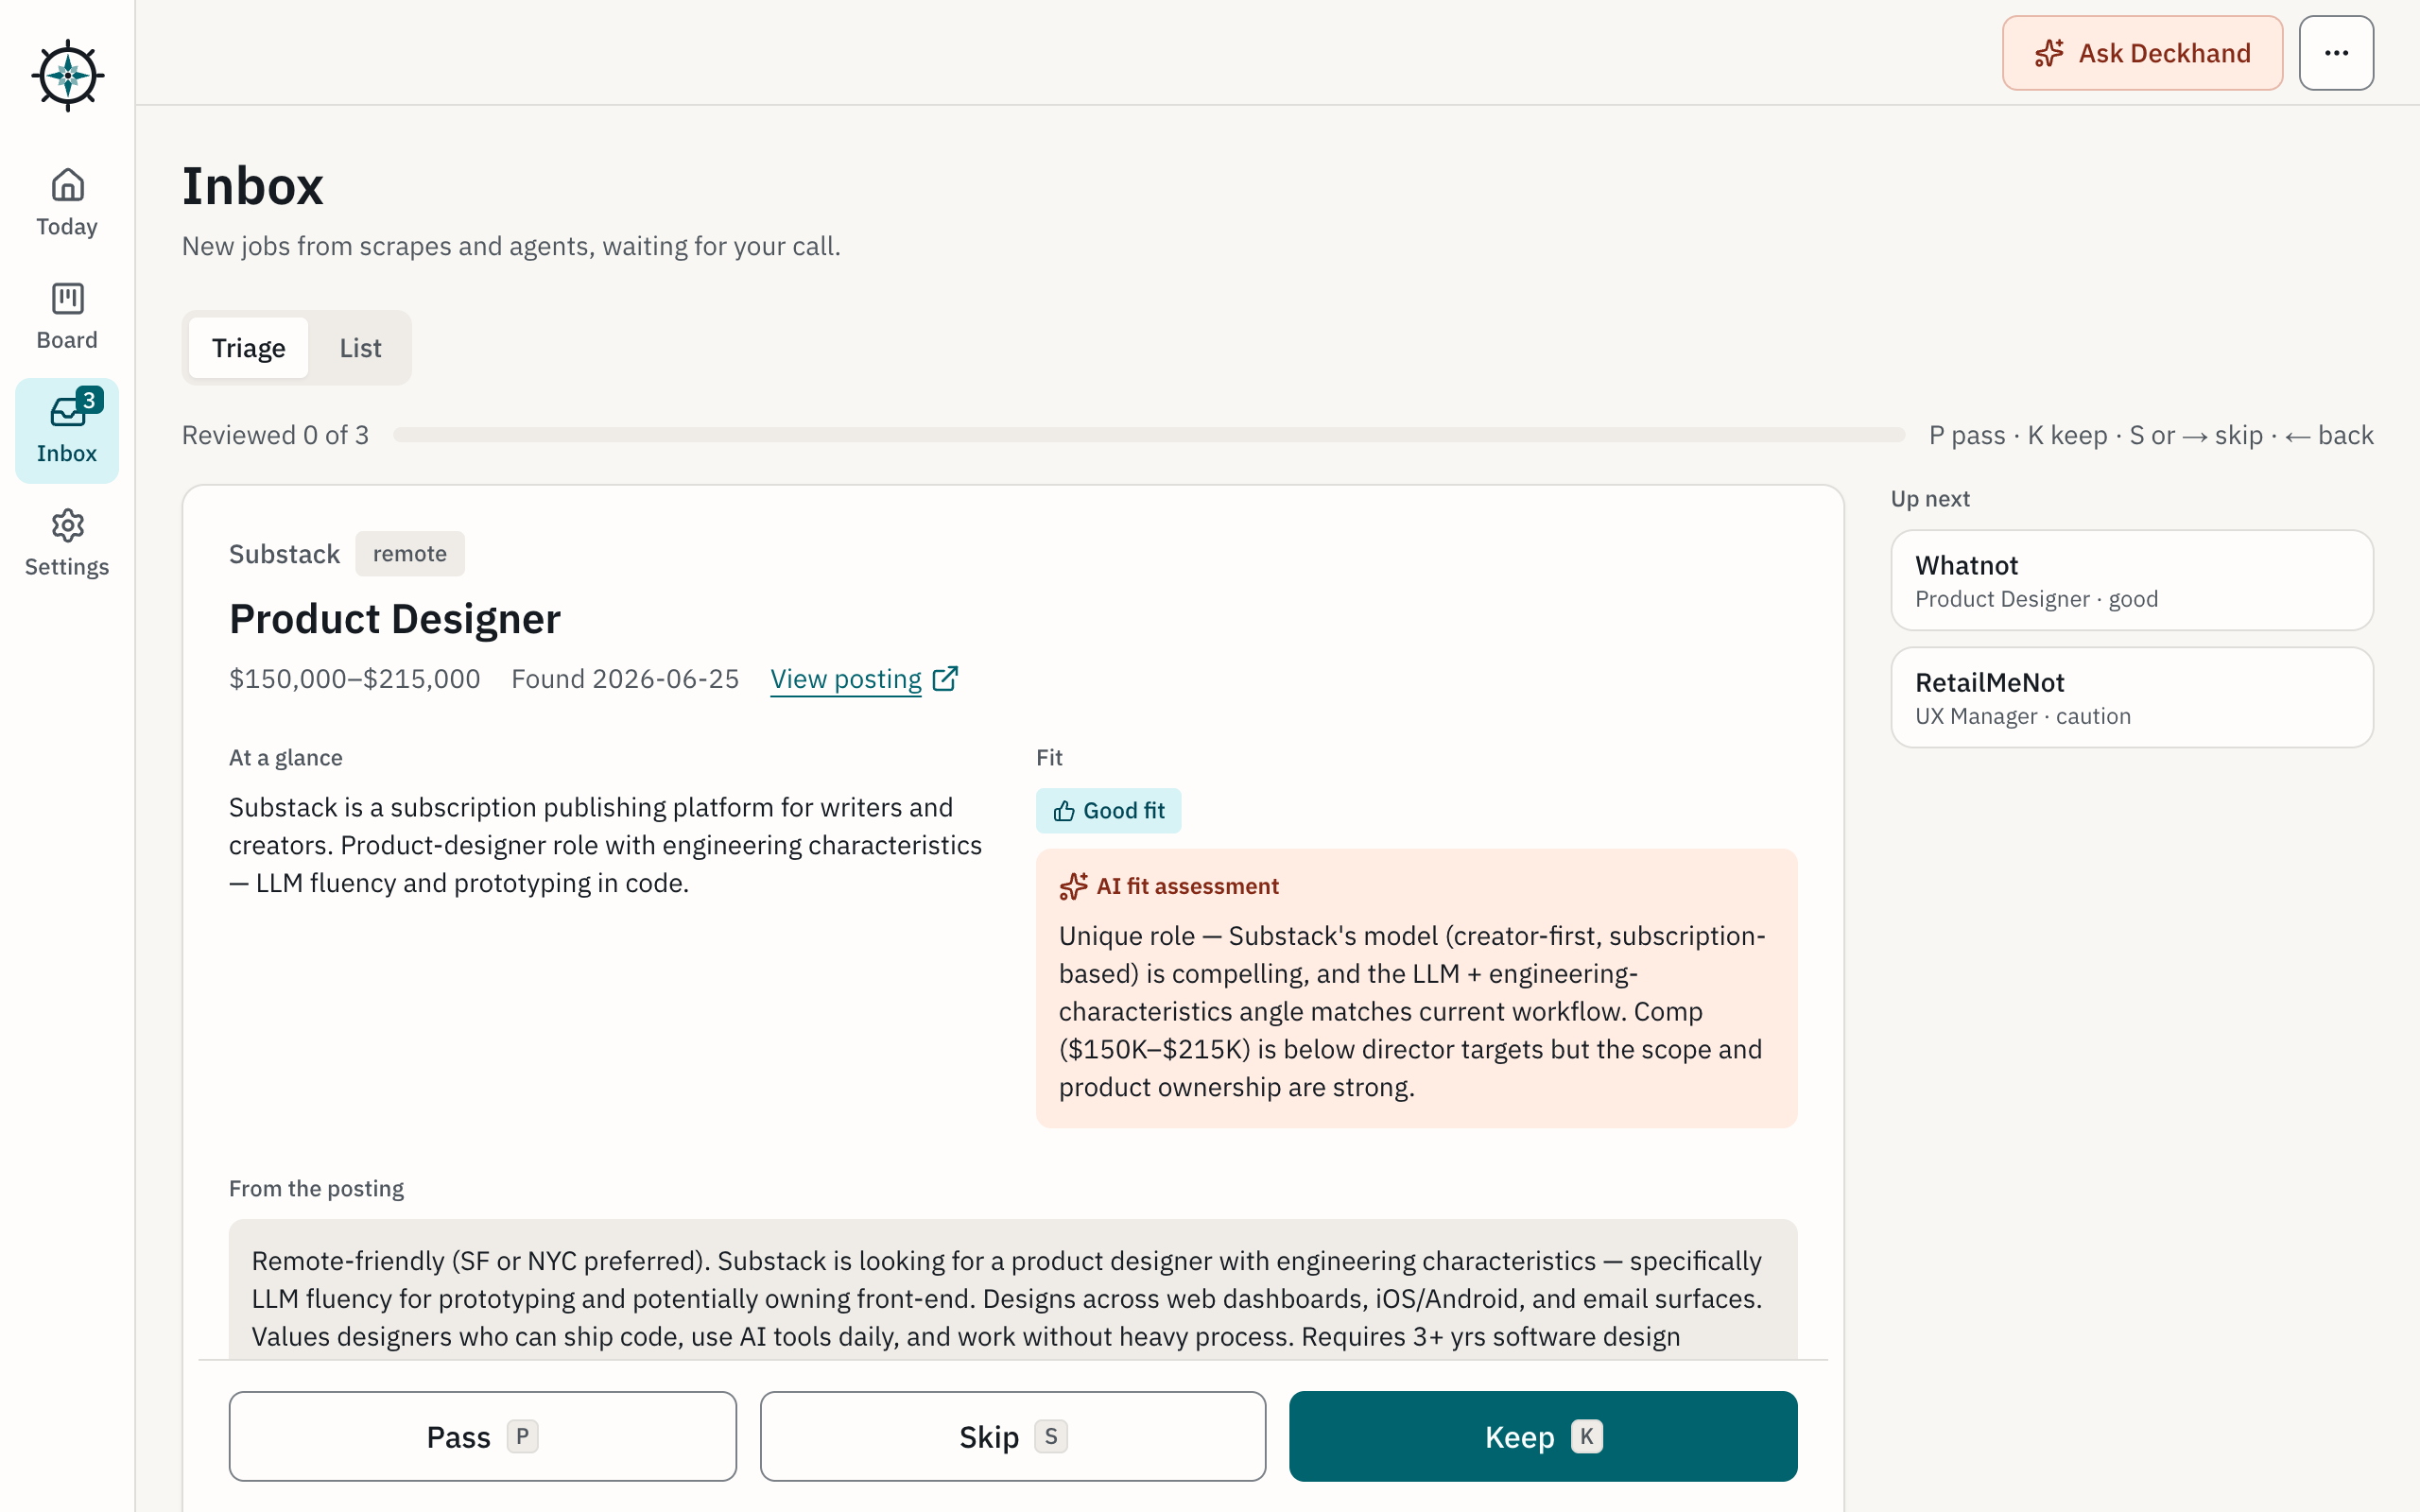 Ask Deckhand
Today
Board
3
Inbox
Settings
Inbox
New jobs from scrapes and agents, waiting for your call.
Triage
List
Reviewed 0 of 3
P pass · K keep · S or → skip · ← back
Substack
remote
Product Designer
$150,000–$215,000
Found 2026-06-25
View posting
At a glance
Substack is a subscription publishing platform for writers and
creators. Product-designer role with engineering characteristics
— LLM fluency and prototyping in code.
Fit
Good fit
AI fit assessment
Unique role — Substack's model (creator-first, subscription-
based) is compelling, and the LLM + engineering-
characteristics angle matches current workflow. Comp
($150K–$215K) is below director targets but the scope and
product ownership are strong.
From the posting
Remote-friendly (SF or NYC preferred). Substack is looking for a product designer with engineering characteristics — specifically
LLM fluency for prototyping and potentially owning front-end. Designs across web dashboards, iOS/Android, and email surfaces.
Values designers who can ship code, use AI tools daily, and work without heavy process. Requires 3+ yrs software design
Pass P
Skip S
Keep K
Up next
Whatnot
Product Designer · good
RetailMeNot
UX Manager · caution